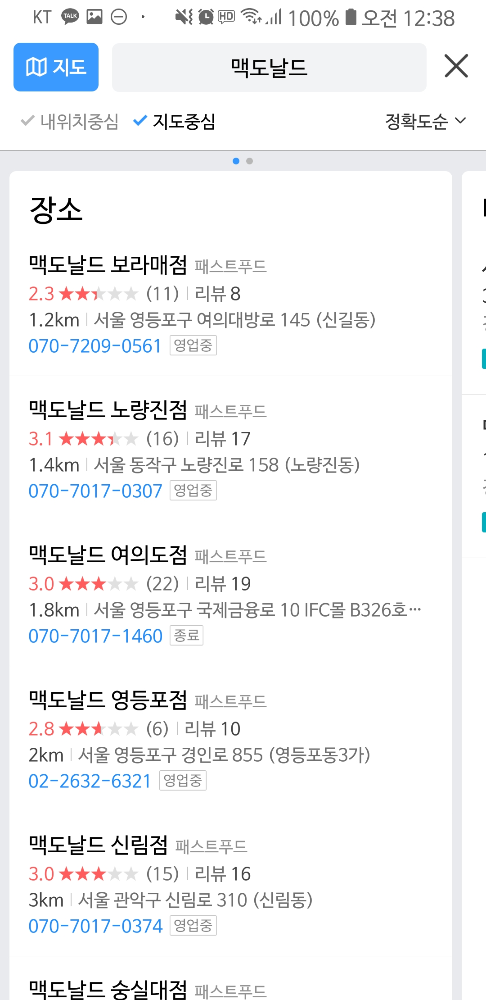 KT TALK HD 100% 오전 12:38
지도 맥도날드
내위치중심 지도중심 정확도순
장소
맥도날드 보라매점 패스트푸드
2.3 (11) 리뷰 8
1.2km 서울 영등포구 여의대방로 145 (신길동)
070-7209-0561 영업중
맥도날드 노량진점 패스트푸드
3.1 (16) 리뷰 17
1.4km 서울 동작구 노량진로 158 (노량진동)
070-7017-0307 영업중
맥도날드 여의도점 패스트푸드
3.0 (22) 리뷰 19
1.8km 서울 영등포구 국제금융로 10 IFC몰 B326호…
070-7017-1460 종료
맥도날드 영등포점 패스트푸드
2.8 (6) 리뷰 10
2km 서울 영등포구 경인로 855 (영등포동3가)
02-2632-6321 영업중
맥도날드 신림점 패스트푸드
3.0 (15) 리뷰 16
3km 서울 관악구 신림로 310 (신림동)
070-7017-0374 영업중
맥도날드 숭실대점 패스트푸드